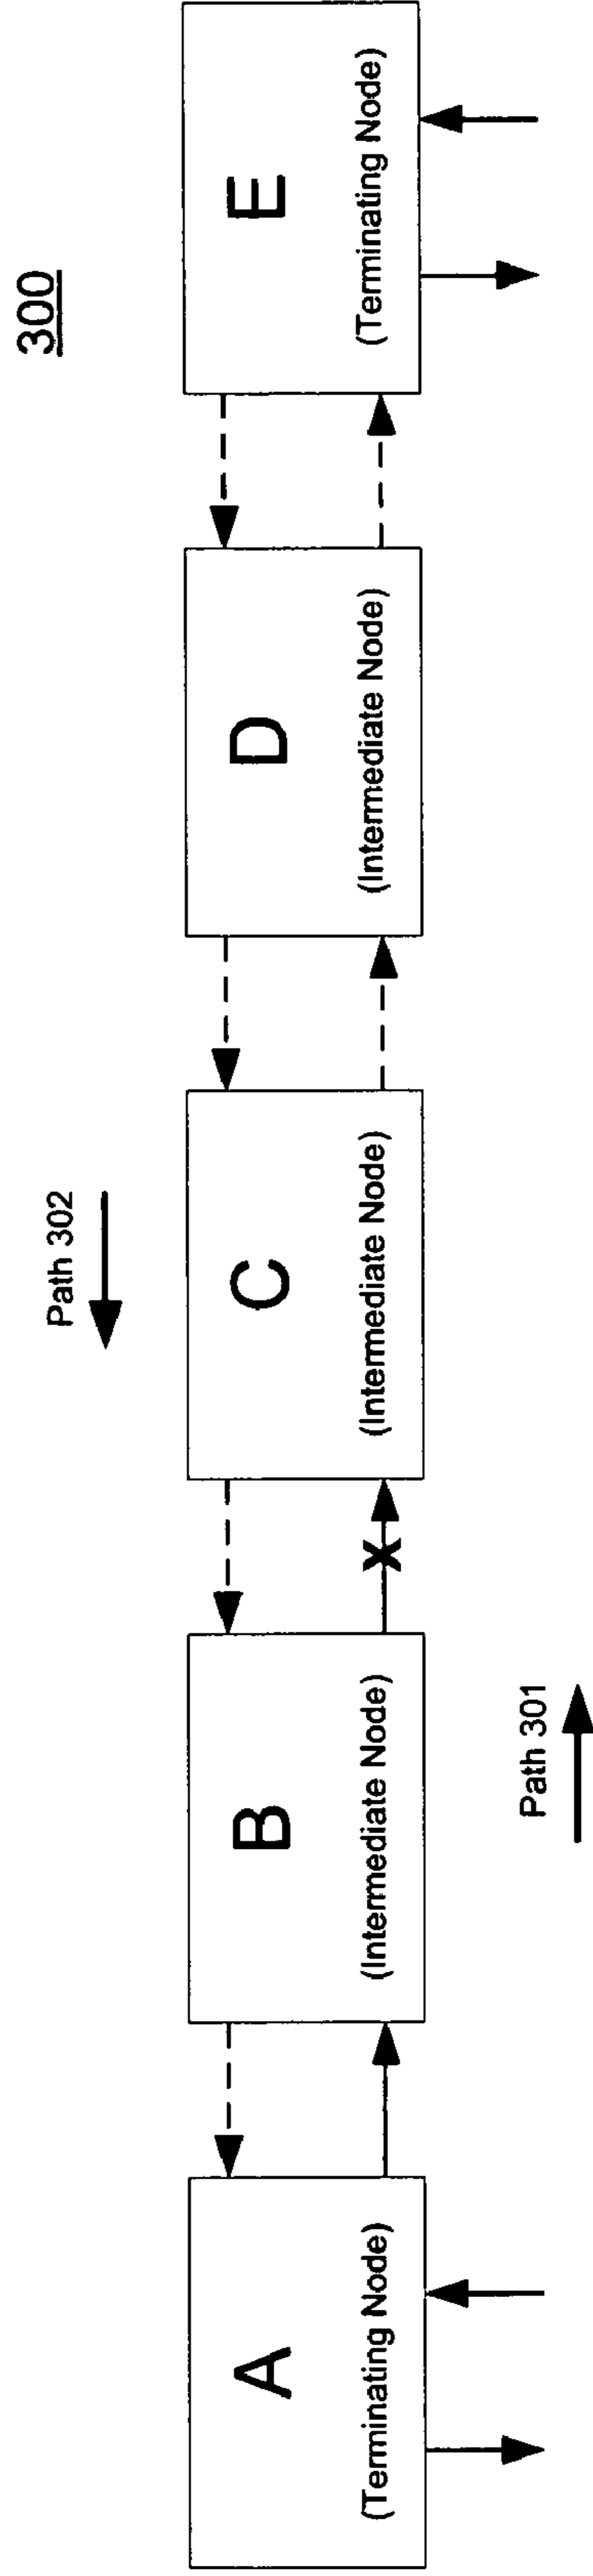 300
Path 302
A
(Terminating Node)
B
(Intermediate Node)
C
(Intermediate Node)
D
(Intermediate Node)
E
(Terminating Node)
X
Path 301